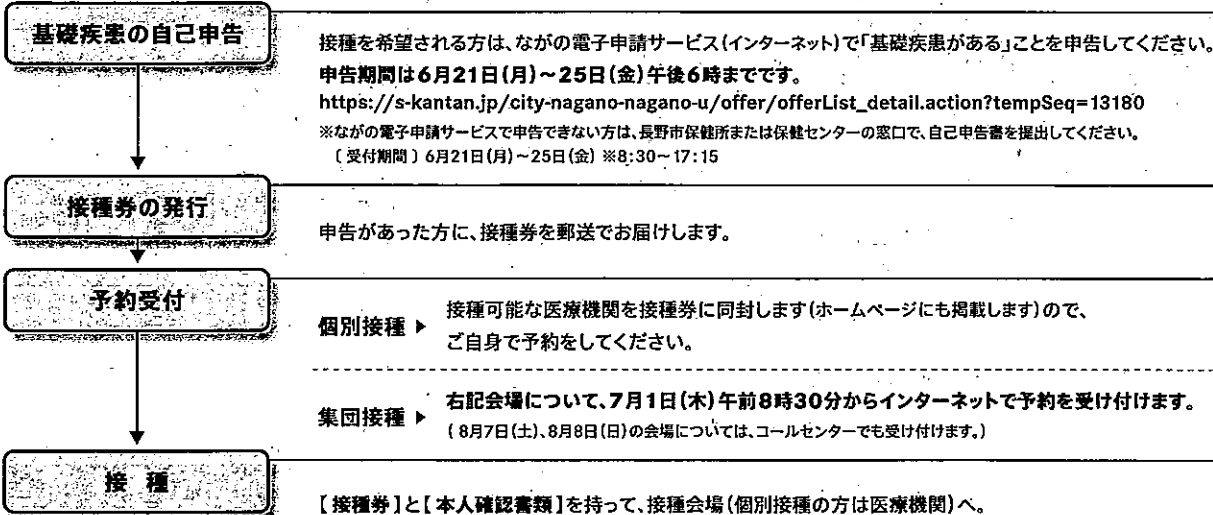 基礎疾患の自己申告
接種を希望される方は、ながの電子申請サービス(インターネット)で「基礎疾患がある」ことを申告してください。
申告期間は6月21日(月)~25日(金)午後6時までです。
https://s-kantan.jp/city-nagano-nagano-u/offer/offerList_detail.action?tempSeq=13180
※ながの電子申請サービスで申告できない方は、長野市保健所または保健センターの窓口で、自己申告書を提出してください。
〔受付期間〕6月21日(月)~25日(金) ※8:30~17:15
接種券の発行
申告があった方に、接種券を郵送でお届けします。
予約受付
個別接種▶
接種可能な医療機関を接種券に同封します(ホームページにも掲載します)ので、
ご自身で予約をしてください。
集団接種▶
右記会場について、7月1日(木)午前8時30分からインターネットで予約を受け付けます。
(8月7日(土)、8月8日(日)の会場については、コールセンターでも受け付けます。)
接種
【接種券】と【本人確認書類】を持って、接種会場(個別接種の方は医療機関)へ。